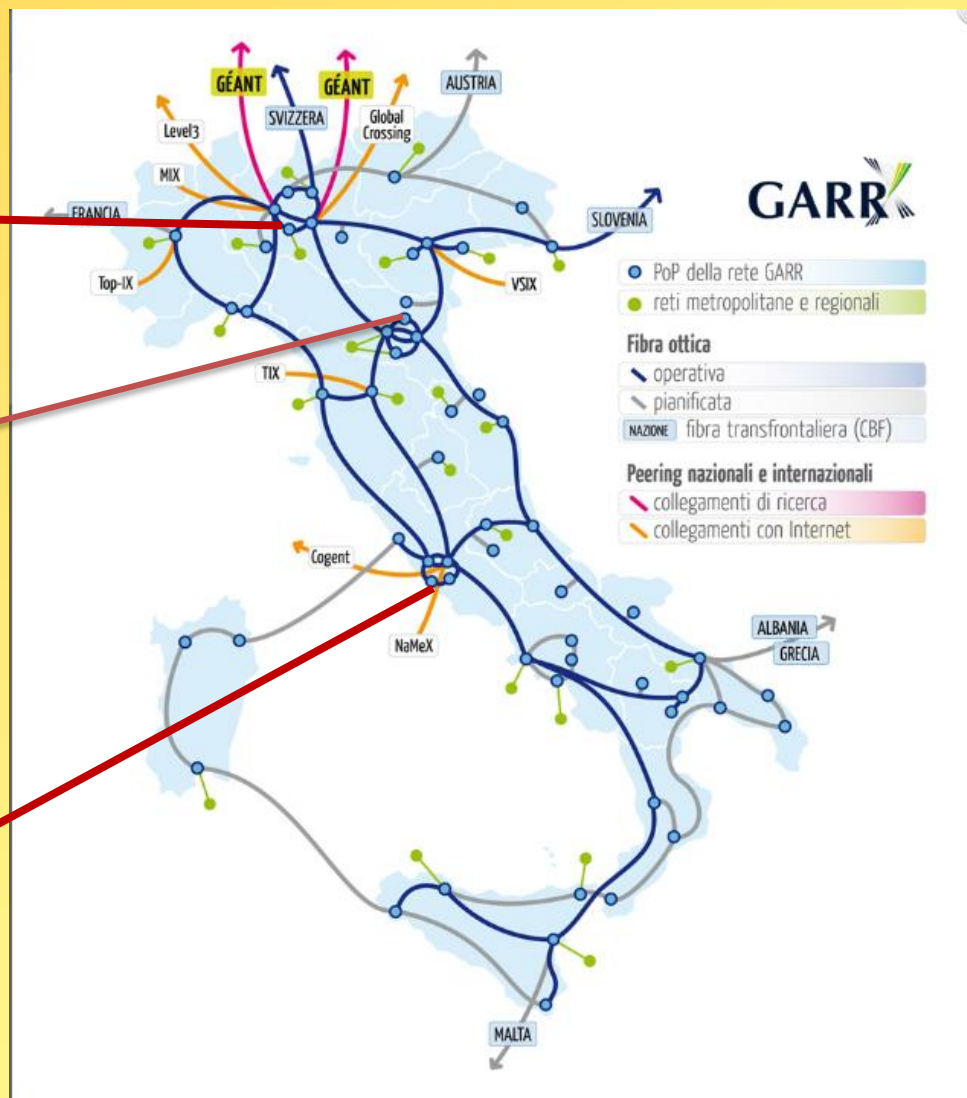 GÉANT
GÉANT
AUSTRIA
SVIZZERA
Global
Crossing
Level3
MIX
FRANCIA
SLOVENIA
Top-IX
VSIX
TIX
Cogent
NaMeX
ALBANIA
GRECIA
MALTA
GARR
PoP della rete GARR
reti metropolitane e regionali
Fibra ottica
operativa
pianificata
NAZIONE fibra transfrontaliera (CBF)
Peering nazionali e internazionali
collegamenti di ricerca
collegamenti con Internet